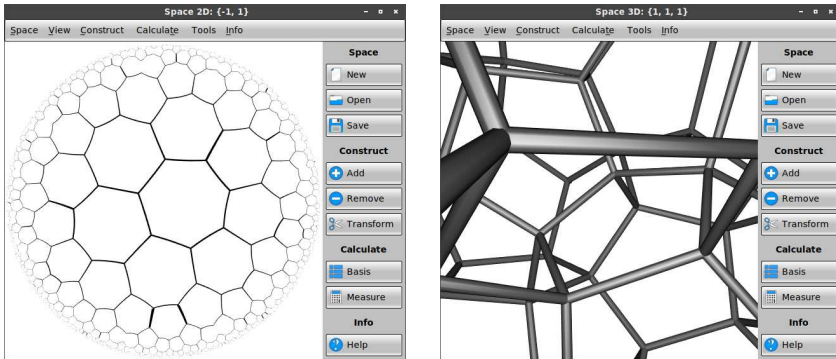 Space 2D: {-1, 1}
Space View Construct Calculate Tools Info
Space
New
Open
Save
Construct
Add
Remove
Transform
Calculate
Basis
Measure
Info
Help
Space 3D: {1, 1, 1}
Space View Construct Calculate Tools Info
Space
New
Open
Save
Construct
Add
Remove
Transform
Calculate
Basis
Measure
Info
Help